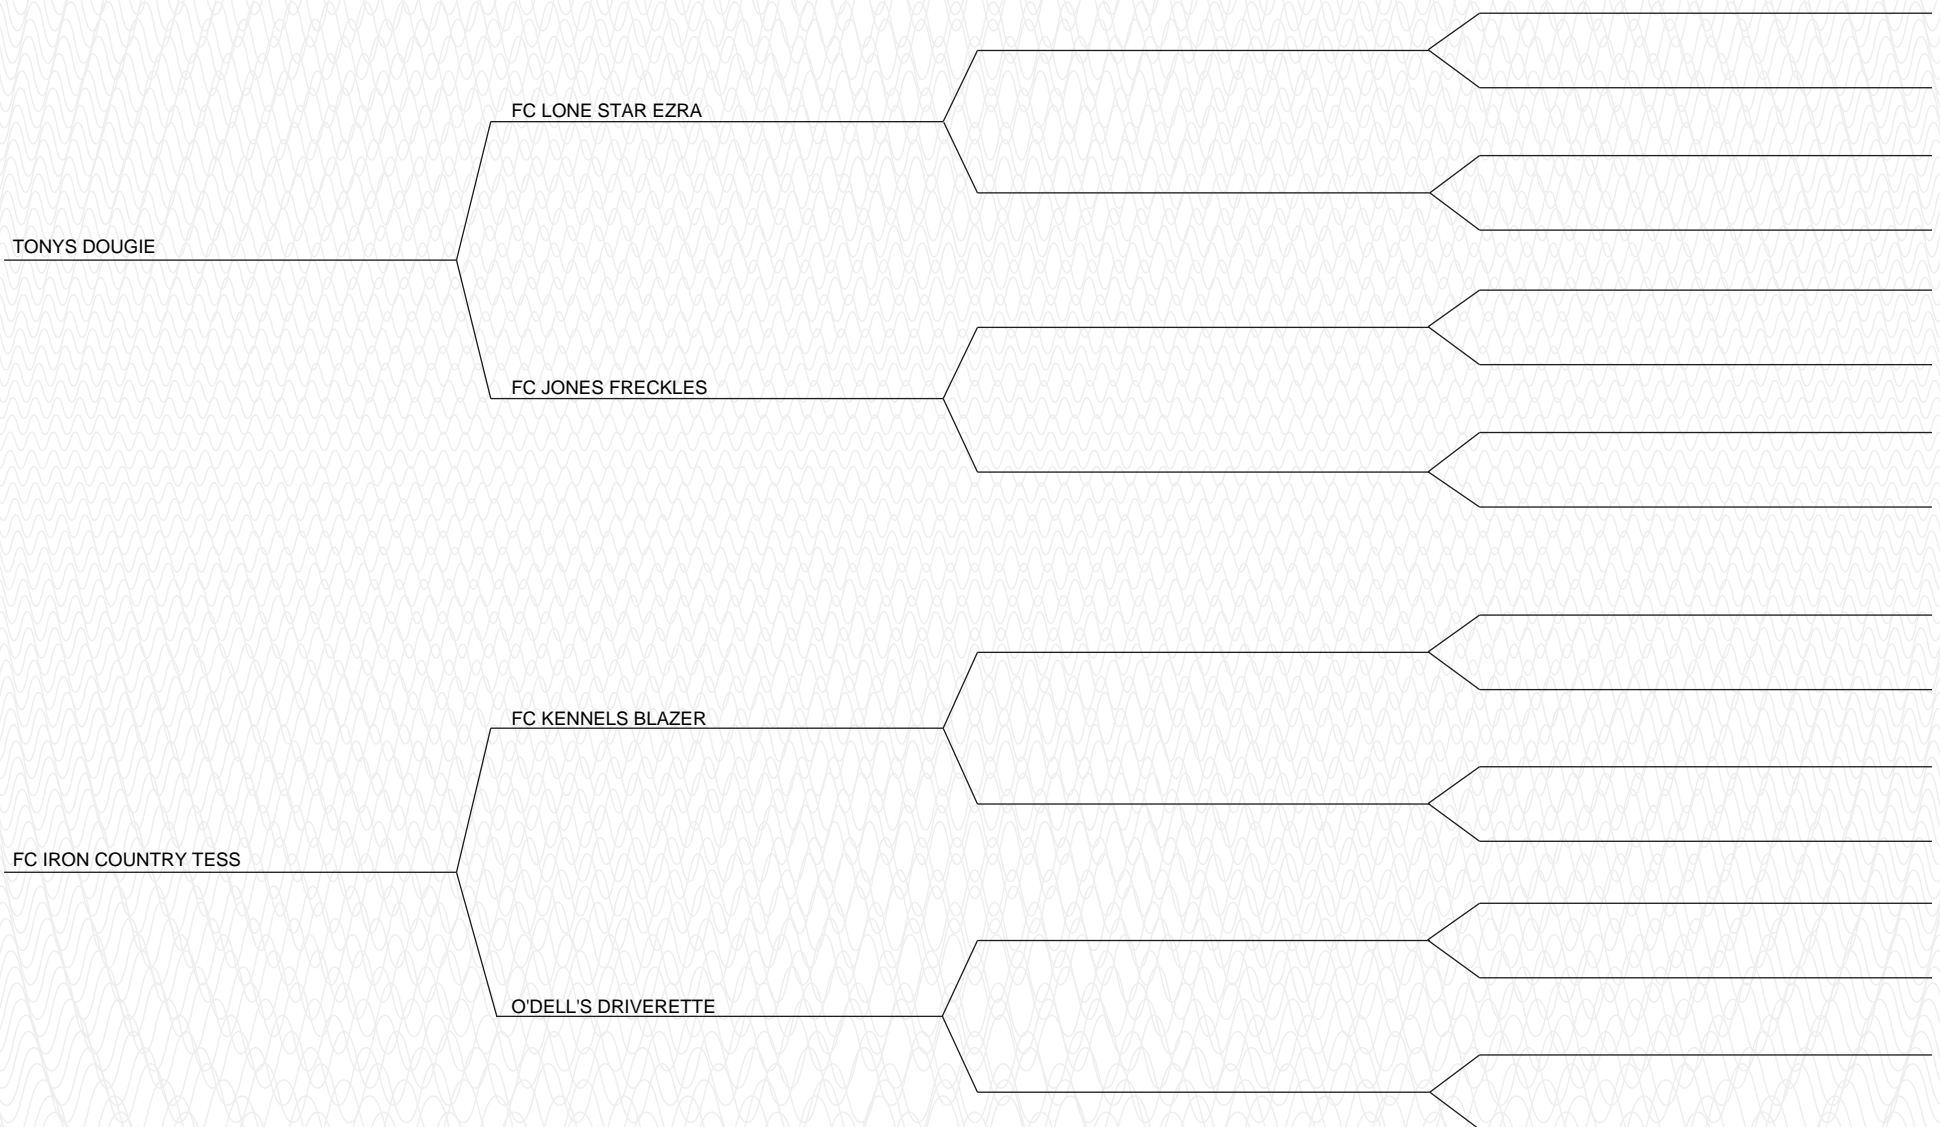 FC LONE STAR EZRA
TONYS DOUGIE
FC JONES FRECKLES
FC KENNELS BLAZER
FC IRON COUNTRY TESS
O'DELL'S DRIVERETTE